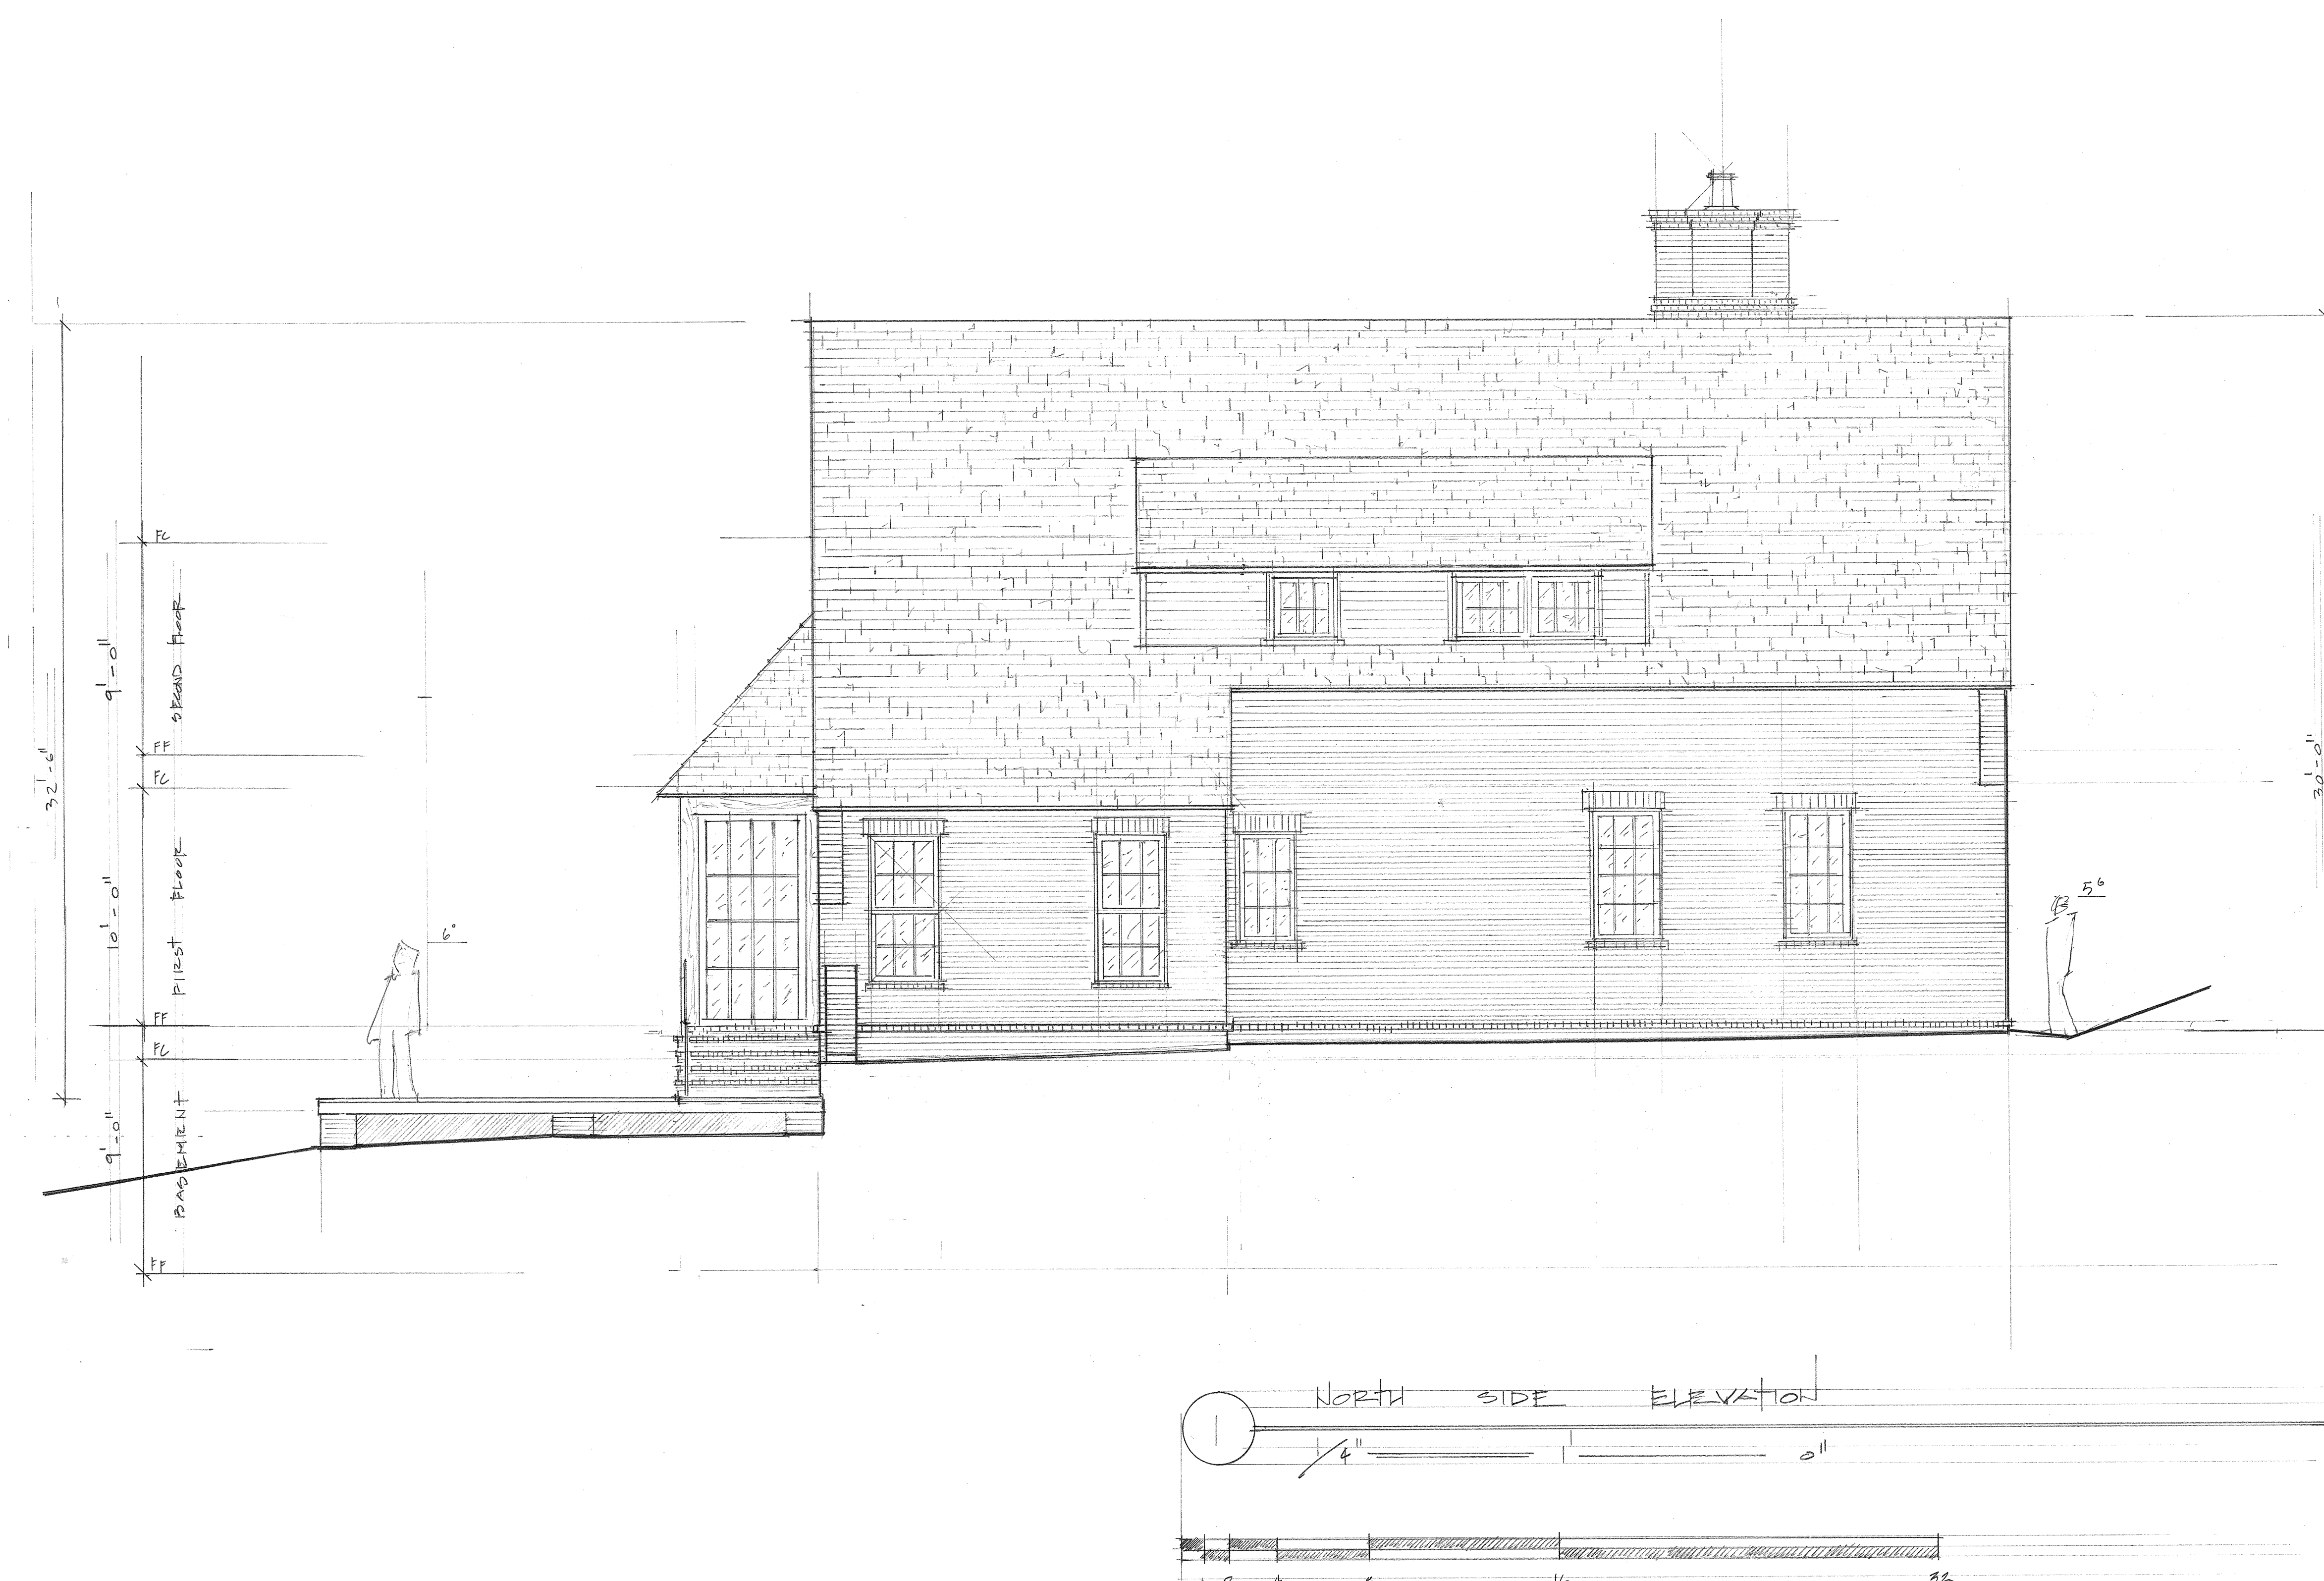 FC
9'-0"
SECOND FLOOR
32'-6"
FF
FC
10'-0"
FIRST FLOOR
FF
FC
9'-0"
BASEMENT
FF
6°
5⁶
30'-0"
1
NORTH SIDE ELEVATION
1/4" = 1' - 0"